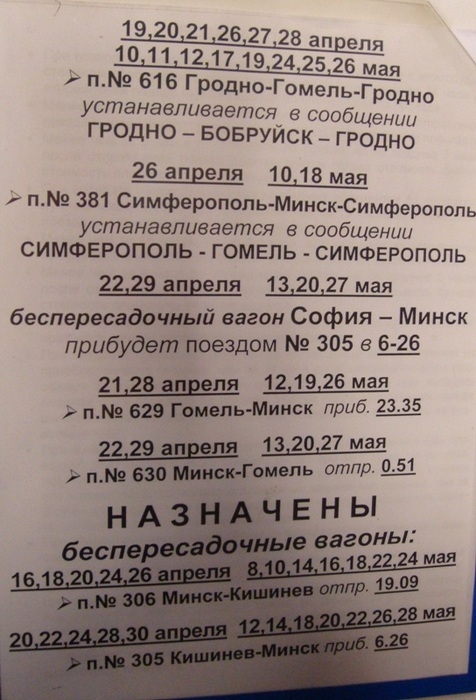 19,20,21,26,27,28 апреля
10,11,12,17,19,24,25,26 мая
➢ п.№ 616 Гродно-Гомель-Гродно
устанавливается в сообщении
ГРОДНО – БОБРУЙСК – ГРОДНО
26 апреля 10,18 мая
➢ п.№ 381 Симферополь-Минск-Симферополь
устанавливается в сообщении
СИМФЕРОПОЛЬ - ГОМЕЛЬ - СИМФЕРОПОЛЬ
22,29 апреля 13,20,27 мая
беспересадочный вагон София – Минск
прибудет поездом № 305 в 6-26
21,28 апреля 12,19,26 мая
➢ п.№ 629 Гомель-Минск приб. 23.35
22,29 апреля 13,20,27 мая
➢ п.№ 630 Минск-Гомель отпр. 0.51
НАЗНАЧЕНЫ
беспересадочные вагоны:
16,18,20,24,26 апреля 8,10,14,16,18,22,24 мая
➢ п.№ 306 Минск-Кишинев отпр. 19.09
20,22,24,28,30 апреля 12,14,18,20,22,26,28 мая
➢ п.№ 305 Кишинев-Минск приб. 6.26